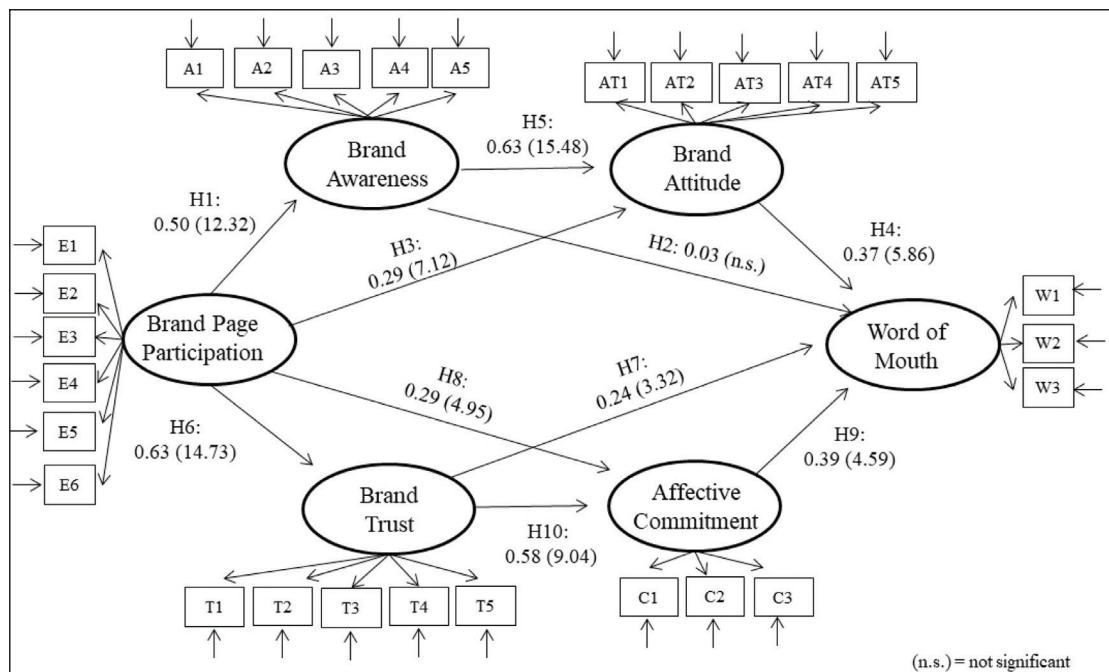 A1
A2
A3
A4
A5
AT1
AT2
AT3
AT4
AT5
Brand
Awareness
H5:
0.63 (15.48)
Brand
Attitude
H1:
0.50 (12.32)
H3:
0.29 (7.12)
H2: 0.03 (n.s.)
H4:
0.37 (5.86)
E1
E2
E3
E4
E5
E6
Brand Page
Participation
Word of
Mouth
W1
W2
W3
H6:
0.63 (14.73)
H8:
0.29 (4.95)
H7:
0.24 (3.32)
H9:
0.39 (4.59)
Brand
Trust
H10:
0.58 (9.04)
Affective
Commitment
T1
T2
T3
T4
T5
C1
C2
C3
(n.s.) = not significant